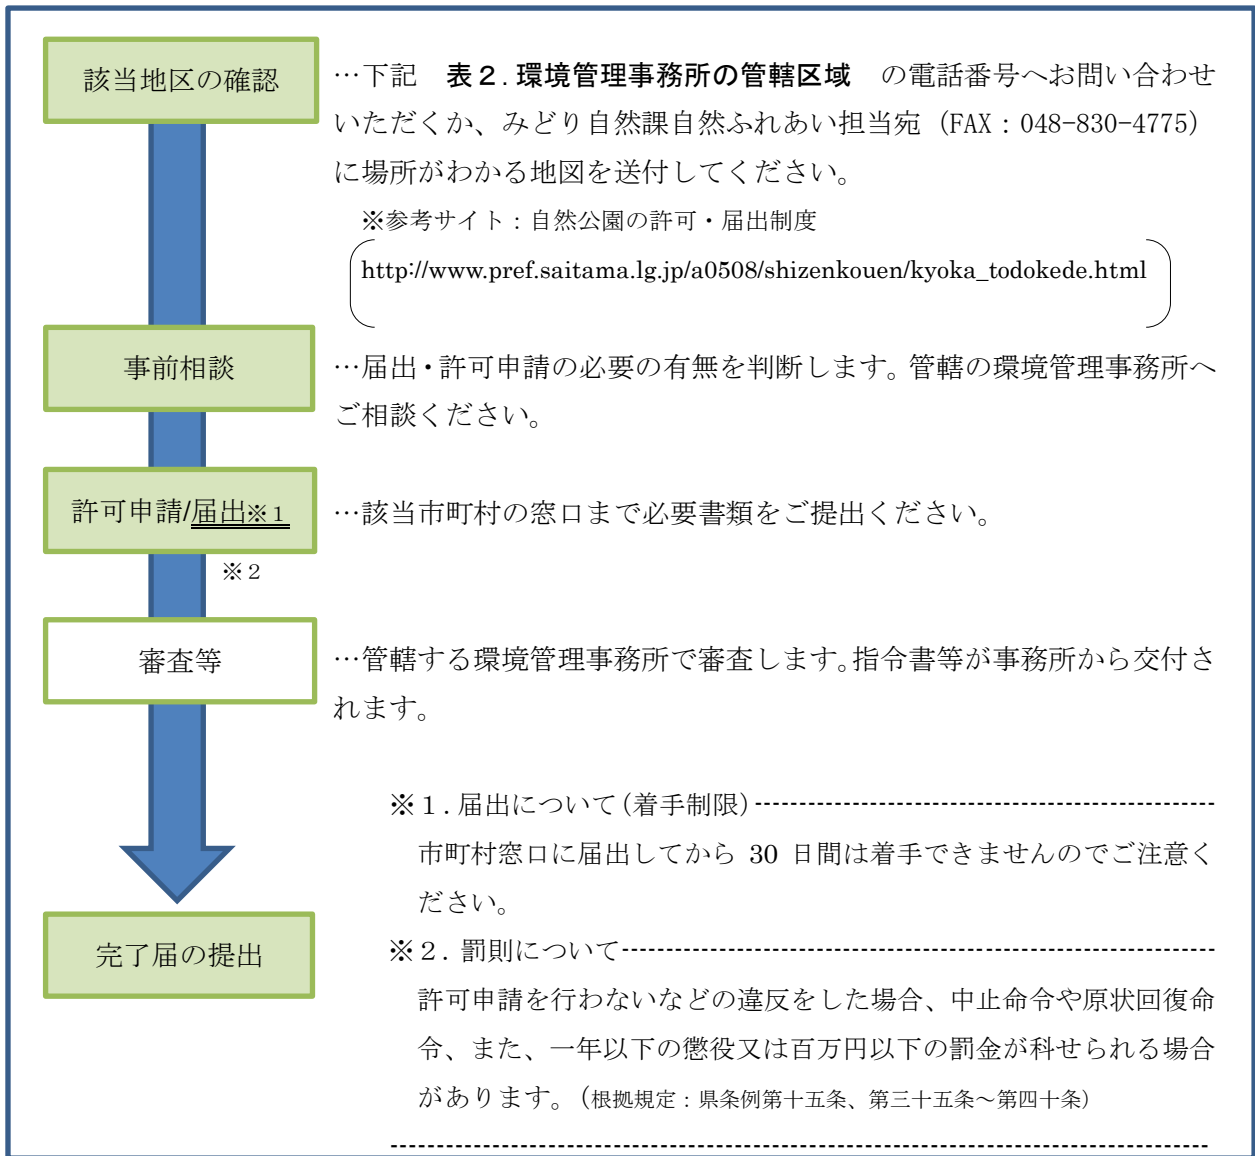 該当地区の確認
…下記　表２.環境管理事務所の管轄区域　の電話番号へお問い合わせ
いただくか、みどり自然課自然ふれあい担当宛（FAX：048-830-4775）
に場所がわかる地図を送付してください。
※参考サイト：自然公園の許可・届出制度
http://www.pref.saitama.lg.jp/a0508/shizenkouen/kyoka_todokede.html
事前相談
…届出・許可申請の必要の有無を判断します。管轄の環境管理事務所へ
ご相談ください。
許可申請/届出※１
…該当市町村の窓口まで必要書類をご提出ください。
※２
審査等
…管轄する環境管理事務所で審査します。指令書等が事務所から交付さ
れます。
※１.届出について（着手制限）
市町村窓口に届出してから 30 日間は着手できませんのでご注意く
ださい。
完了届の提出
※２.罰則について
許可申請を行わないなどの違反をした場合、中止命令や原状回復命
令、また、一年以下の懲役又は百万円以下の罰金が科せられる場合
があります。（根拠規定：県条例第十五条、第三十五条～第四十条）